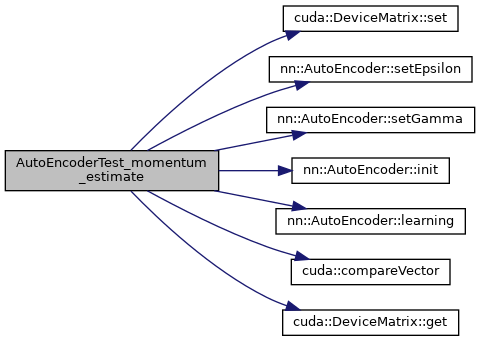 cuda::DeviceMatrix::set
nn::AutoEncoder::setEpsilon
nn::AutoEncoder::setGamma
AutoEncoderTest_momentum
_estimate
nn::AutoEncoder::init
nn::AutoEncoder::learning
cuda::compareVector
cuda::DeviceMatrix::get